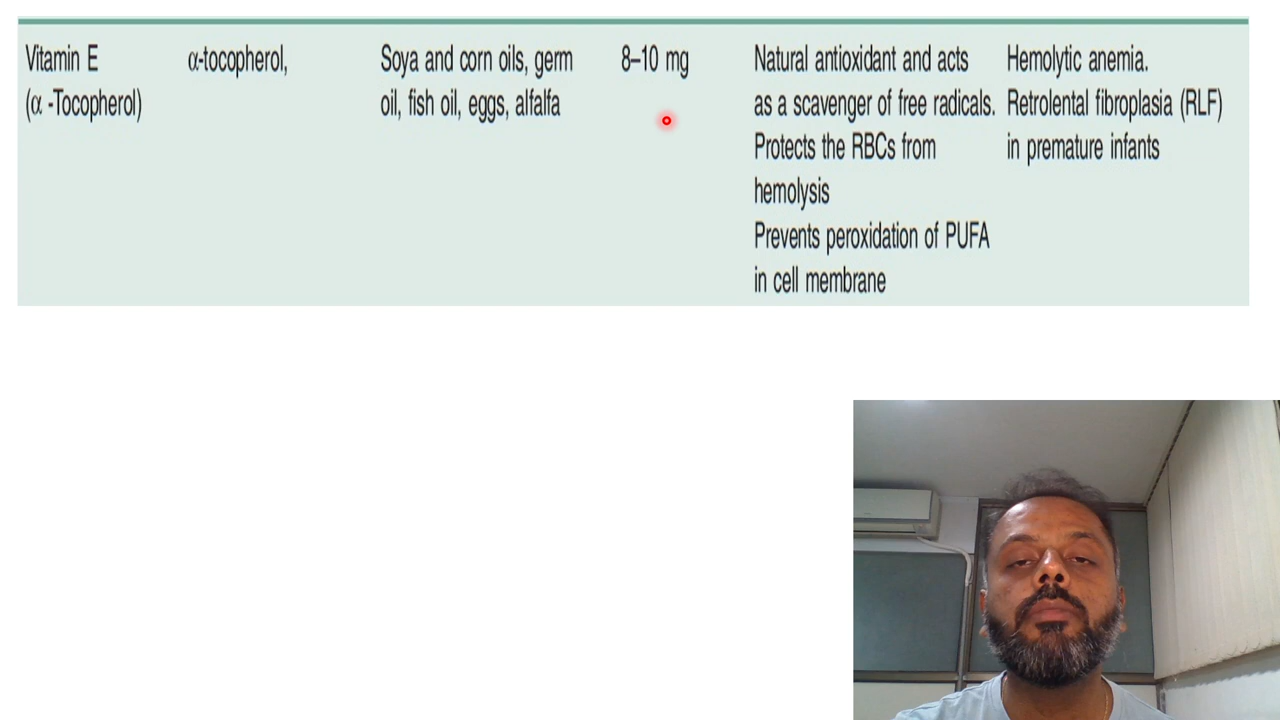 Vitamin E
(α -Tocopherol)
α-tocopherol,
Soya and corn oils, germ
oil, fish oil, eggs, alfalfa
8–10 mg
Natural antioxidant and acts
as a scavenger of free radicals.
Protects the RBCs from
hemolysis
Prevents peroxidation of PUFA
in cell membrane
Hemolytic anemia.
Retrolental fibroplasia (RLF)
in premature infants